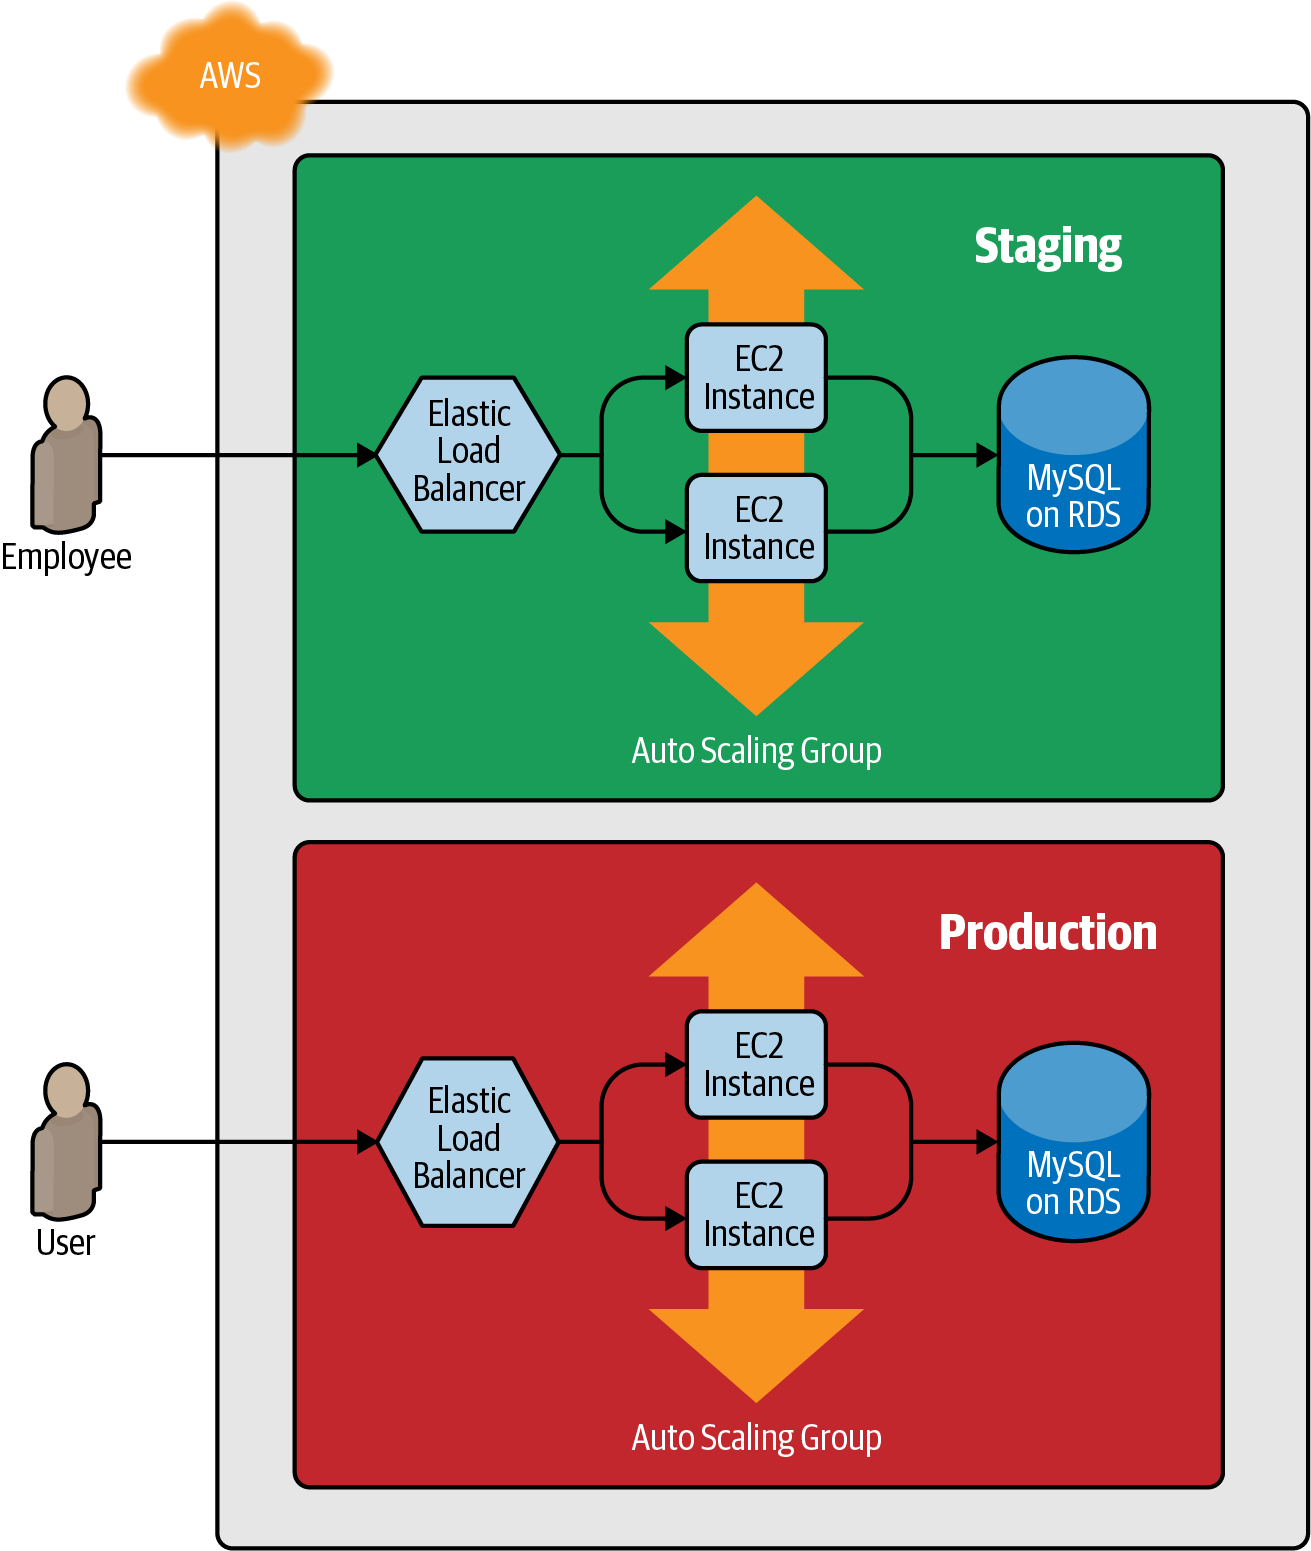 AWS
Staging
EC2
Instance
Elastic
Load
Balancer
EC2
Instance
MySQL
on RDS
Employee
Auto Scaling Group
Production
EC2
Instance
Elastic
Load
Balancer
EC2
Instance
MySQL
on RDS
User
Auto Scaling Group